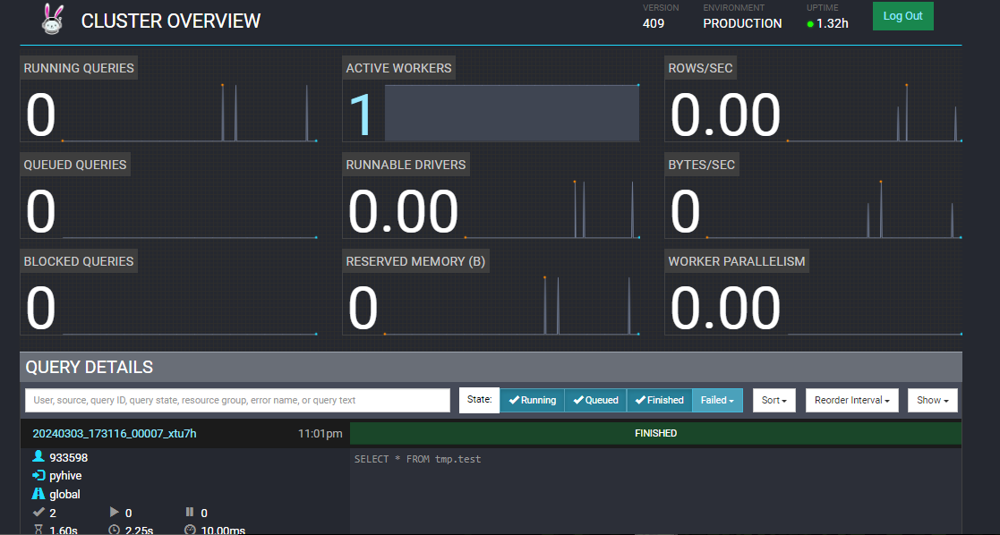 CLUSTER OVERVIEW
VERSION
409
ENVIRONMENT
PRODUCTION
UPTIME
1.32h
Log Out
RUNNING QUERIES
0
ACTIVE WORKERS
1
ROWS/SEC
0.00
QUEUED QUERIES
0
RUNNABLE DRIVERS
0.00
BYTES/SEC
0
BLOCKED QUERIES
0
RESERVED MEMORY (B)
0
WORKER PARALLELISM
0.00
QUERY DETAILS
User, source, query ID, query state, resource group, error name, or query text
State: Running Queued Finished Failed Sort Reorder Interval Show
20240303_173116_00007_xtu7h 11:01pm FINISHED
933598
SELECT * FROM tmp.test
pyhive
global
2 0 0
1.60s 2.25s 10.00ms